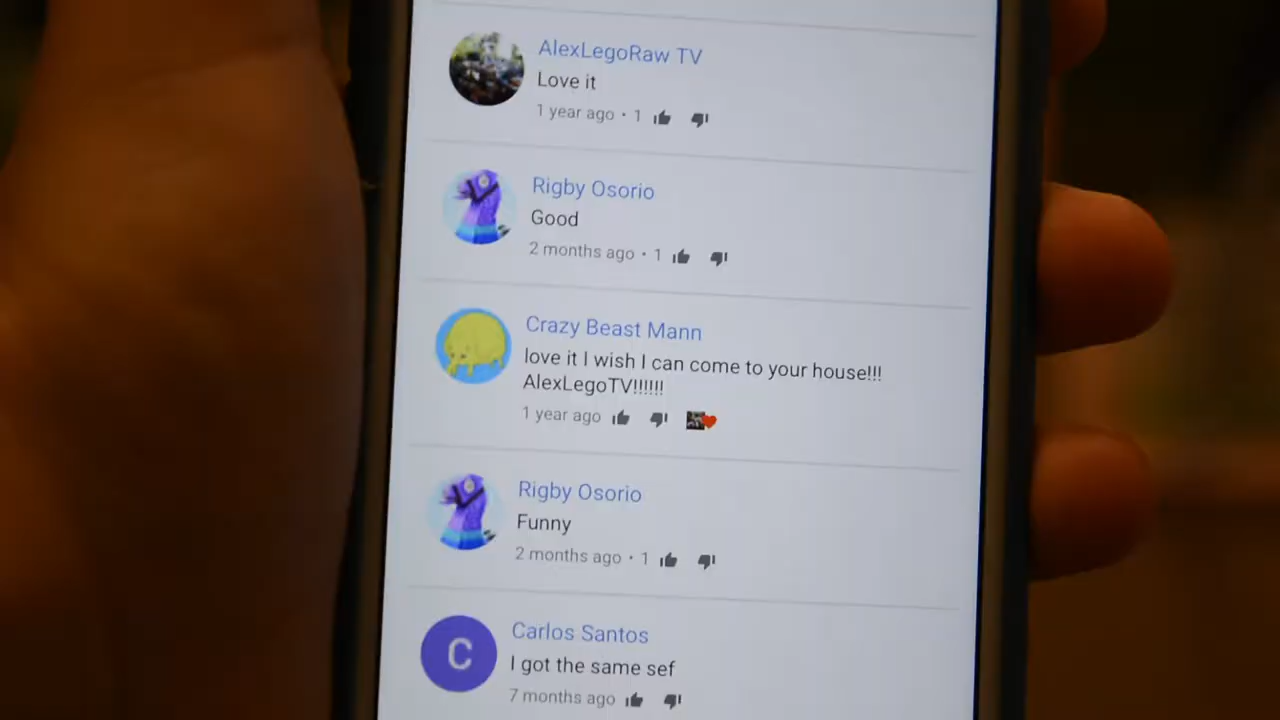 AlexLegoRaw TV
Love it
1 year ago · 1
Rigby Osorio
Good
2 months ago · 1
Crazy Beast Mann
love it I wish I can come to your house!!!
AlexLegoTV!!!!!!
1 year ago
Rigby Osorio
Funny
2 months ago · 1
C
Carlos Santos
I got the same sef
7 months ago